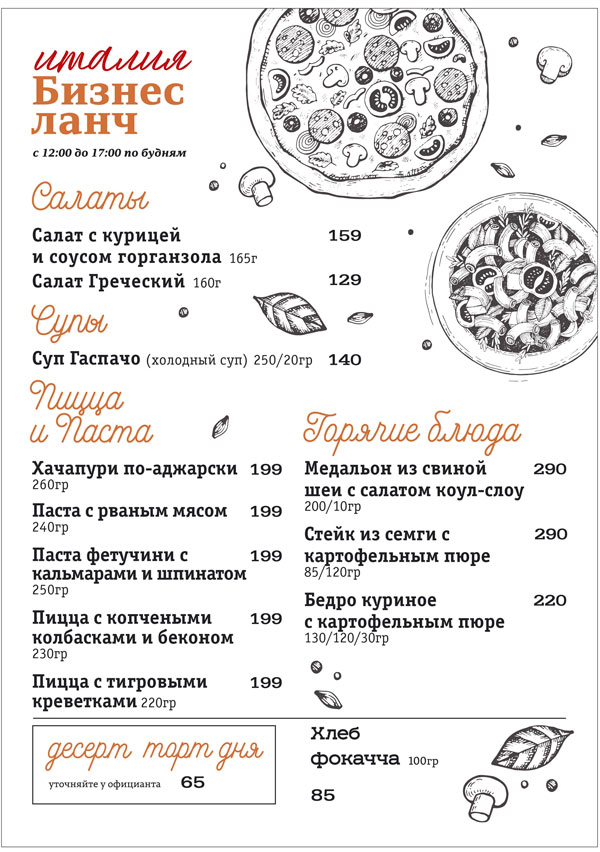 италия
Бизнес
ланч
с 12:00 до 17:00 по будням
Салаты
Салат с курицей 159
и соусом горганзола 165г
Салат Греческий 160г 129
Супы
Суп Гаспачо (холодный суп) 250/20гр 140
Пицца
и Паста
Хачапури по-аджарски 199
260гр
Паста с рваным мясом 199
240гр
Паста фетучини с 199
кальмарами и шпинатом
250гр
Пицца с копчеными 199
колбасками и беконом
230гр
Пицца с тигровыми 199
креветками 220гр
Горячие блюда
Медальон из свиной 290
шеи с салатом коул-слоу
200/10гр
Стейк из семги с 290
картофельным пюре
85/120гр
Бедро куриное 220
с картофельным пюре
130/120/30гр
десерт торт дня
уточняйте у официанта 65
Хлеб
фокачча 100гр
85